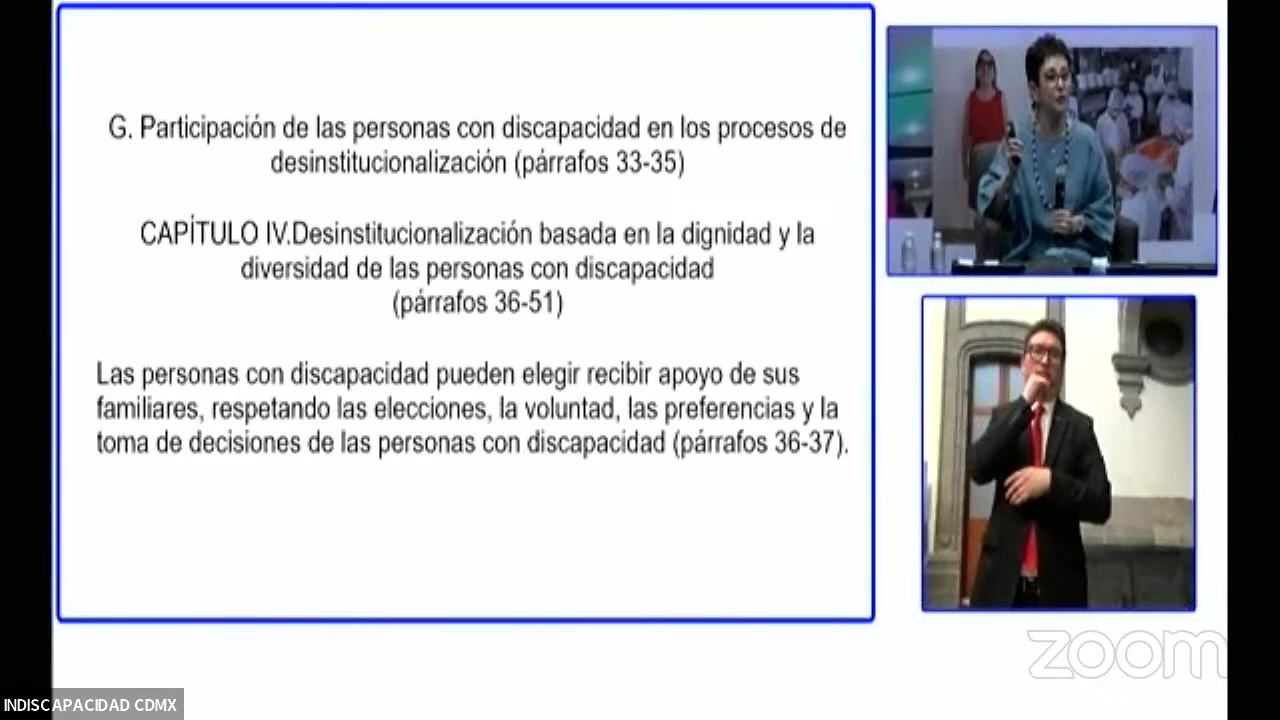 G. Participación de las personas con discapacidad en los procesos de
desinstitucionalización (párrafos 33-35)
CAPÍTULO IV.Desinstitucionalización basada en la dignidad y la
diversidad de las personas con discapacidad
(párrafos 36-51)
Las personas con discapacidad pueden elegir recibir apoyo de sus
familiares, respetando las elecciones, la voluntad, las preferencias y la
toma de decisiones de las personas con discapacidad (párrafos 36-37).
zoom
INDISCAPACIDAD CDMX